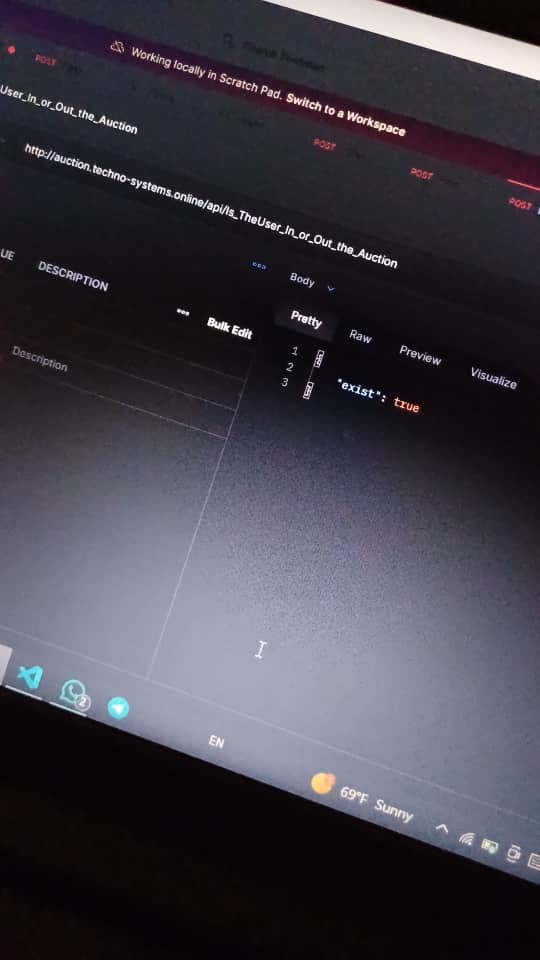 Working locally in Scratch Pad. Switch to a Workspace
POST
POST
POST
POST
User_In_or_Out_the_Auction
http://auction.techno-systems.online/api/Is_TheUser_In_or_Out_the_Auction
UE
DESCRIPTION
Bulk Edit
Description
Body
Pretty
Raw
Preview
Visualize
1 {
2 "exist": true
3 }
2
EN
69°F Sunny